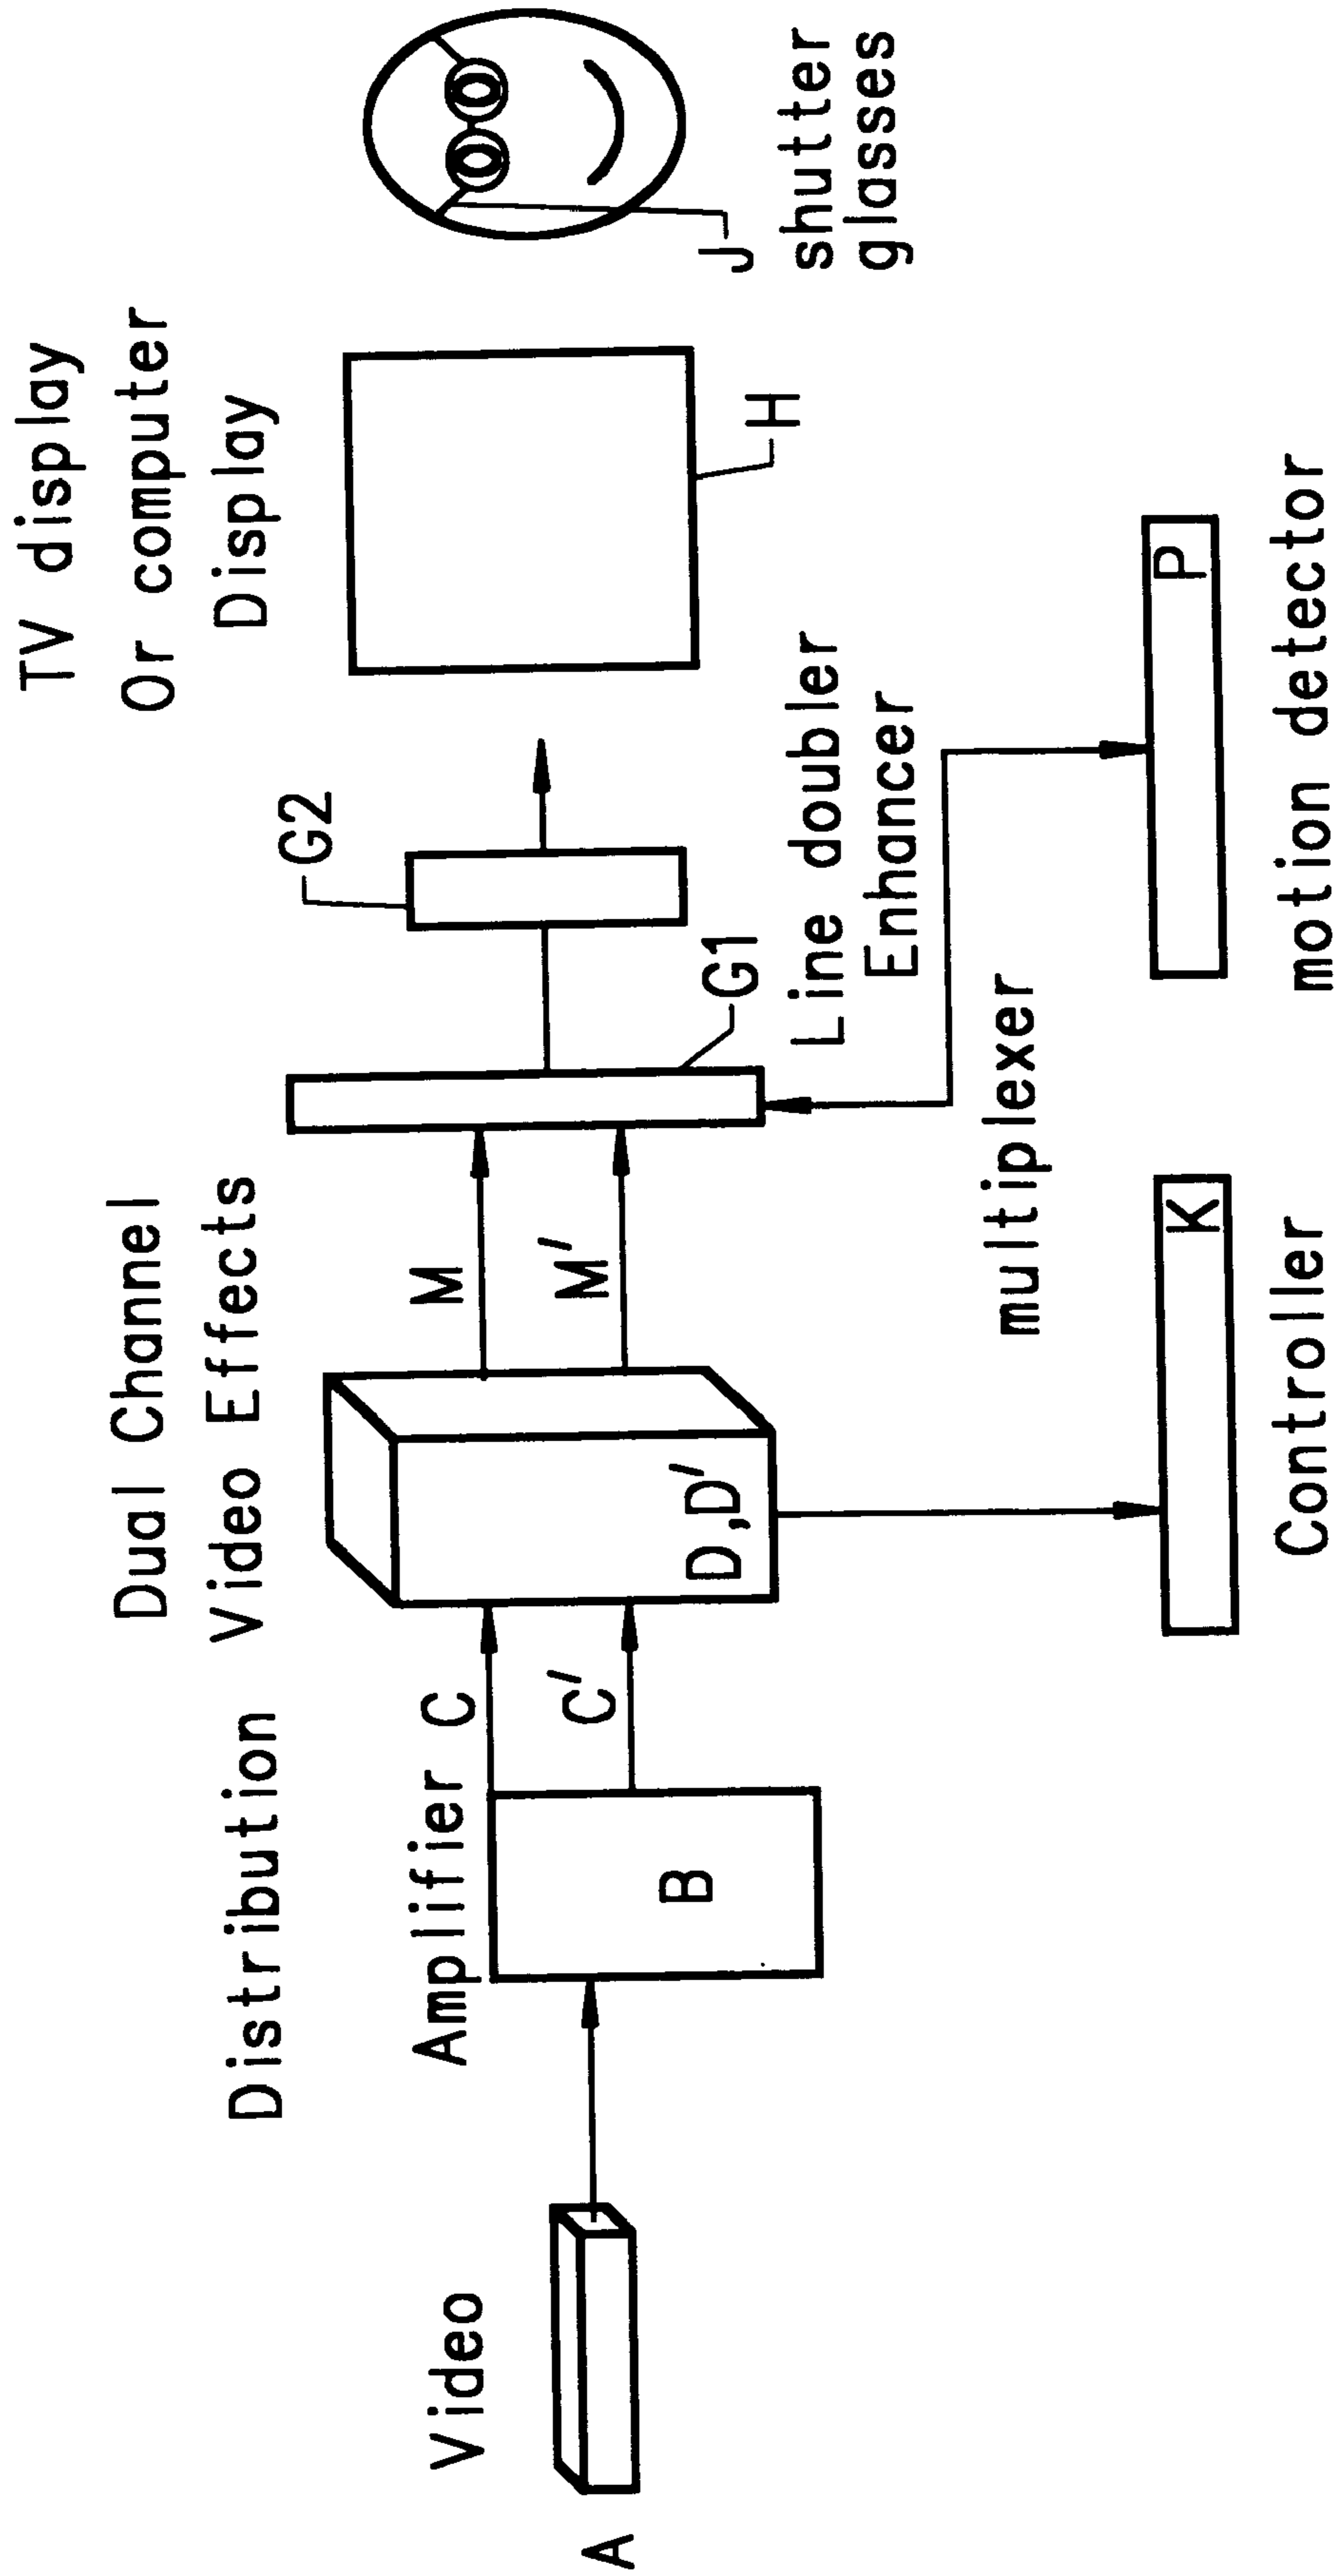 A
Video
Distribution
Amplifier
B
C
C'
Dual Channel
Video Effects
D,D'
M
M'
G1
G2
multiplexer
Line doubler
Enhancer
TV display
Or computer
Display
H
J
shutter
glasses
K
Controller
P
motion detector